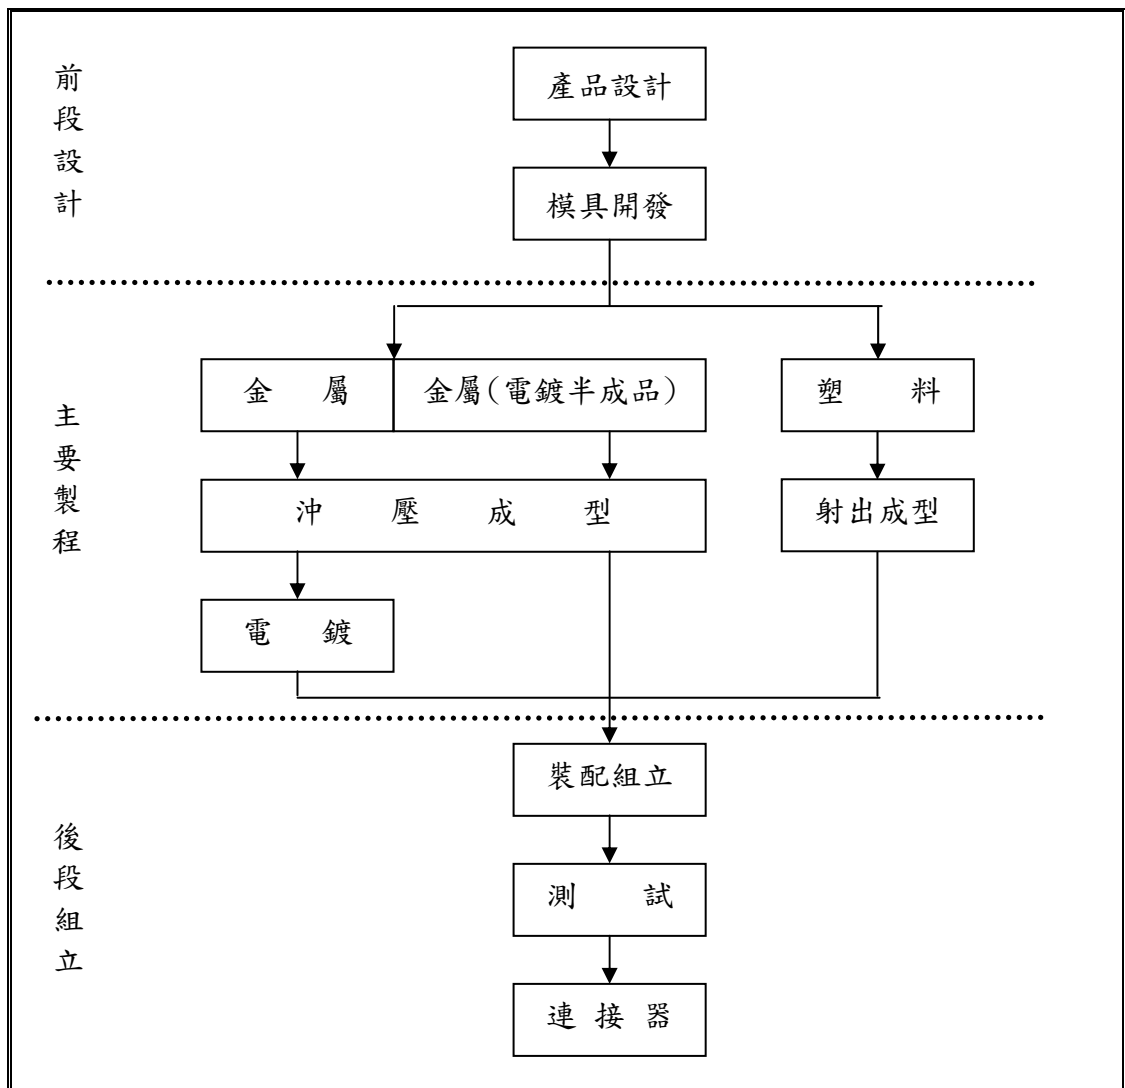 前段設計
產品設計
模具開發
主要製程
金屬
金屬(電鍍半成品)
塑料
沖壓成型
射出成型
電鍍
後段組立
裝配組立
測試
連接器